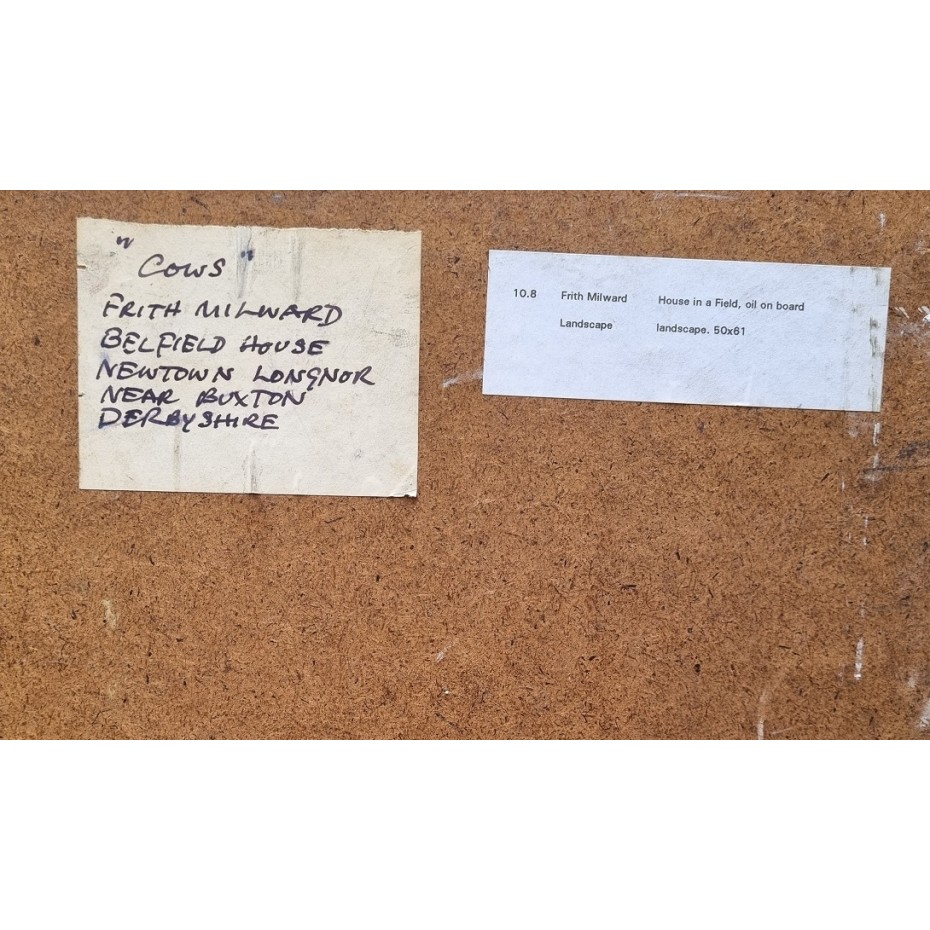 "Cows"
FRITH MILWARD
BELFIELD HOUSE
NEWTOWN LONGNOR
NEAR BUXTON
DERBYSHIRE
10.8 Frith Milward House in a Field, oil on board
Landscape landscape. 50x61